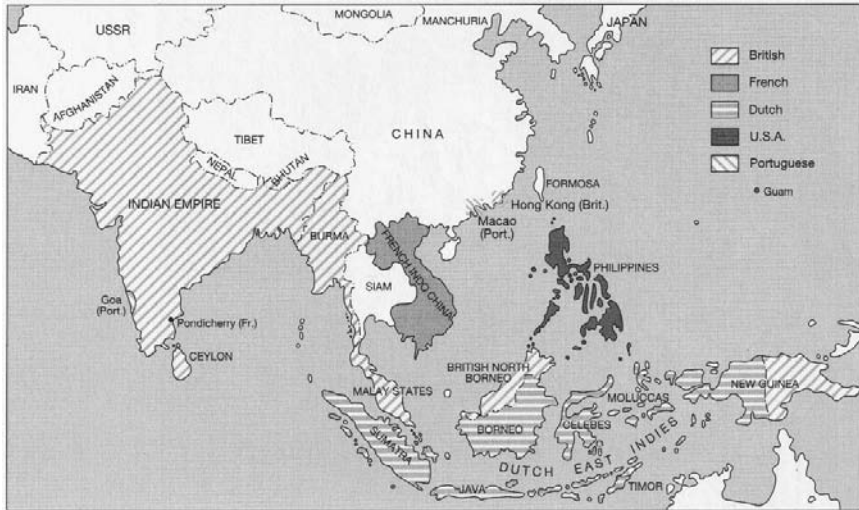 USSR
MONGOLIA
MANCHURIA
JAPAN
IRAN
AFGHANISTAN
TIBET
CHINA
NEPAL
BHUTAN
INDIAN EMPIRE
BURMA
FORMOSA
Hong Kong (Brit.)
Macao
(Port.)
FRENCH INDO CHINA
SIAM
PHILIPPINES
Goa
(Port.)
Pondicherry (Fr.)
CEYLON
MALAY STATES
BRITISH NORTH
BORNEO
BORNEO
SUMATRA
CELEBES
MOLUCCAS
NEW GUINEA
DUTCH EAST INDIES
JAVA
TIMOR
British
French
Dutch
U.S.A.
Portuguese
Guam